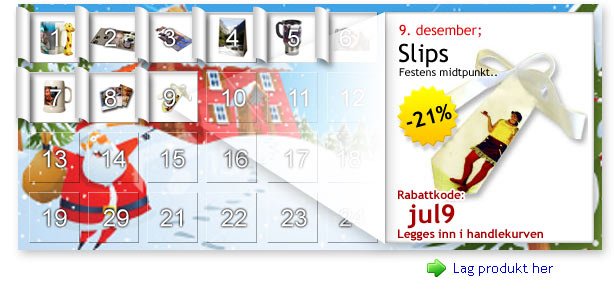 1 2 3 4 5 6
7 8 9 10 11 12
13 14 15 16 17 18
19 29 21 22 23 24
9. desember;
Slips
Festens midtpunkt..
-21%
Rabattkode:
jul9
Legges inn i handlekurven
Lag produkt her